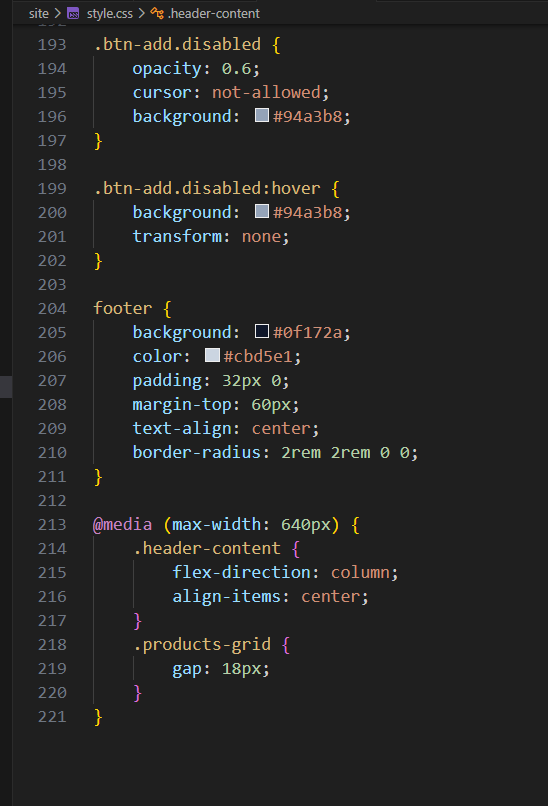 site > style.css > .header-content
192
193 .btn-add.disabled {
194     opacity: 0.6;
195     cursor: not-allowed;
196     background: #94a3b8;
197 }
198
199 .btn-add.disabled:hover {
200     background: #94a3b8;
201     transform: none;
202 }
203
204 footer {
205     background: #0f172a;
206     color: #cbd5e1;
207     padding: 32px 0;
208     margin-top: 60px;
209     text-align: center;
210     border-radius: 2rem 2rem 0 0;
211 }
212
213 @media (max-width: 640px) {
214     .header-content {
215         flex-direction: column;
216         align-items: center;
217     }
218     .products-grid {
219         gap: 18px;
220     }
221 }